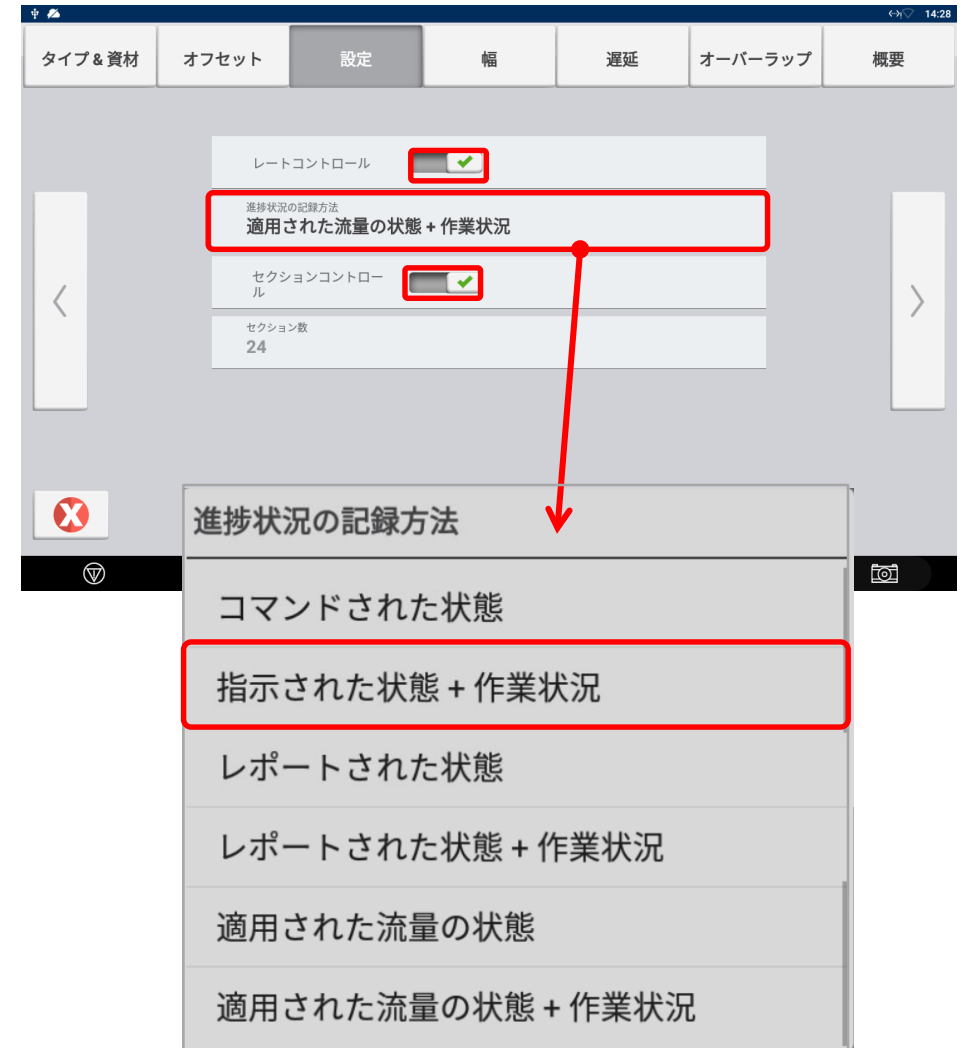 14:28
タイプ & 資材
オフセット
設定
幅
遅延
オーバーラップ
概要
レートコントロール
進捗状況の記録方法
適用された流量の状態 + 作業状況
セクションコントロー
ル
セクション数
24
進捗状況の記録方法
コマンドされた状態
指示された状態 + 作業状況
レポートされた状態
レポートされた状態 + 作業状況
適用された流量の状態
適用された流量の状態 + 作業状況